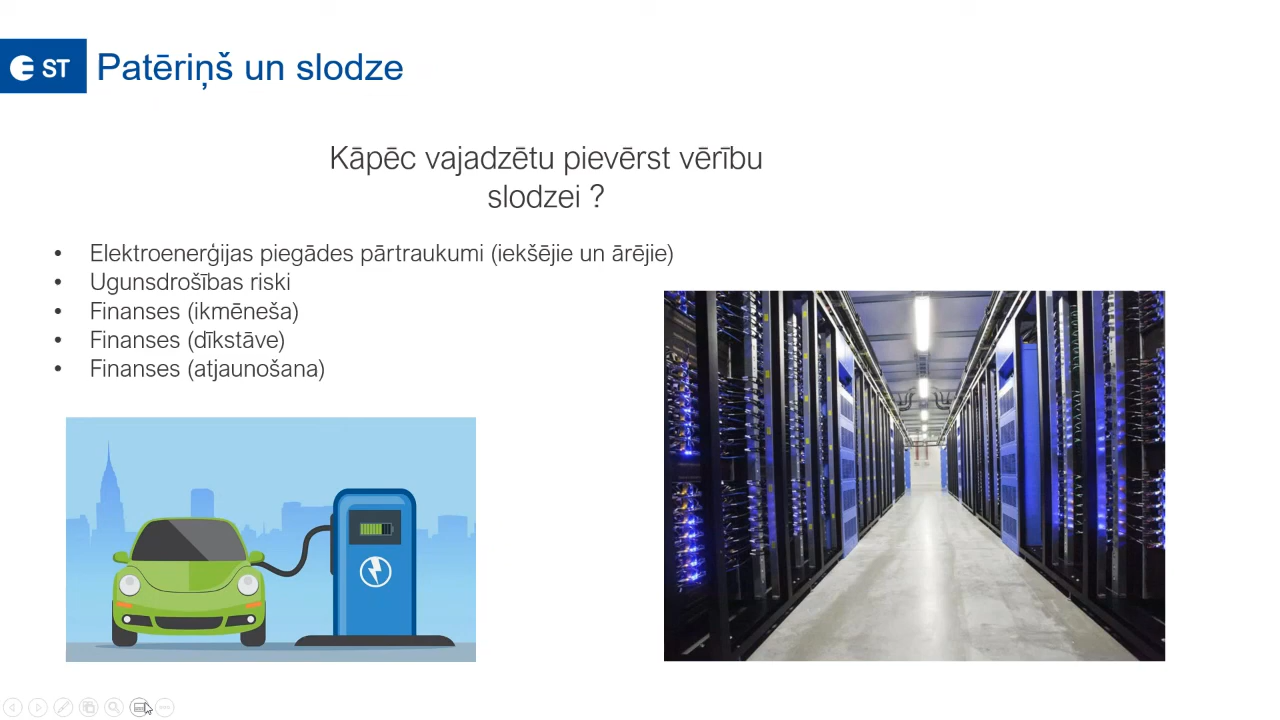 ST
Patēriņš un slodze
Kāpēc vajadzētu pievērst vērību
slodzei ?
• Elektroenerģijas piegādes pārtraukumi (iekšējie un ārējie)
• Ugunsdrošības riski
• Finanses (ikmēneša)
• Finanses (dīkstāve)
• Finanses (atjaunošana)